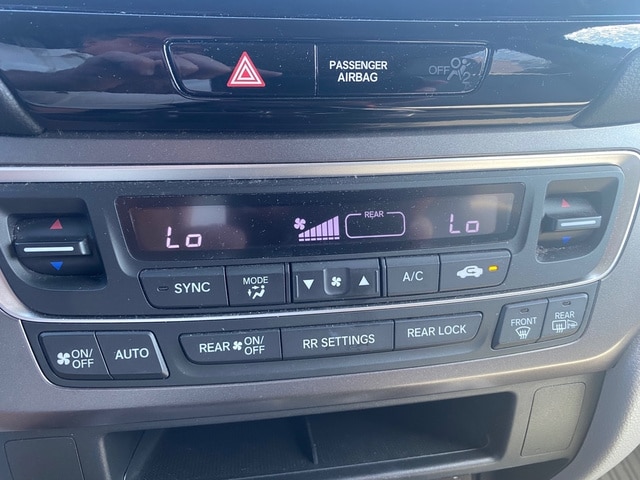 PASSENGER
AIRBAG
OFF
2
REAR
Lo
Lo
SYNC
MODE
A/C
ON/
OFF
AUTO
REAR ON/
OFF
RR SETTINGS
REAR LOCK
FRONT
REAR